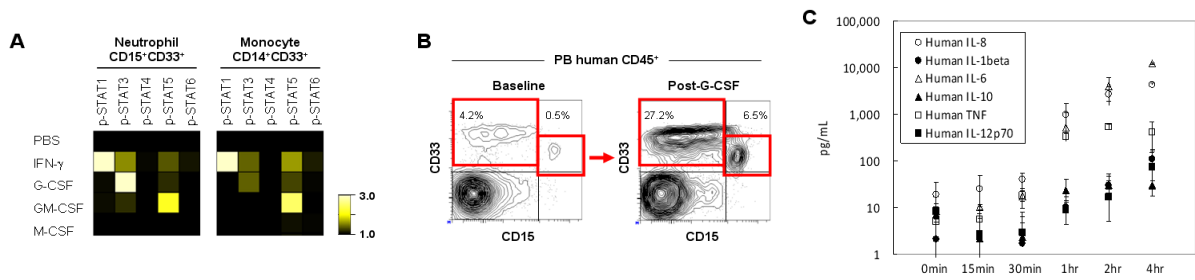 A
Neutrophil
CD15⁺CD33⁺
Monocyte
CD14⁺CD33⁺
p-STAT1
p-STAT3
p-STAT4
p-STAT5
p-STAT6
p-STAT1
p-STAT3
p-STAT4
p-STAT5
p-STAT6
PBS
IFN-γ
G-CSF
GM-CSF
M-CSF
3.0
1.0
B
PB human CD45⁺
Baseline
Post-G-CSF
4.2%
0.5%
27.2%
6.5%
CD33
CD33
CD15
CD15
C
100,000
10,000
1,000
100
10
1
pg/mL
Human IL-8
Human IL-1beta
Human IL-6
Human IL-10
Human TNF
Human IL-12p70
0min 15min 30min 1hr 2hr 4hr